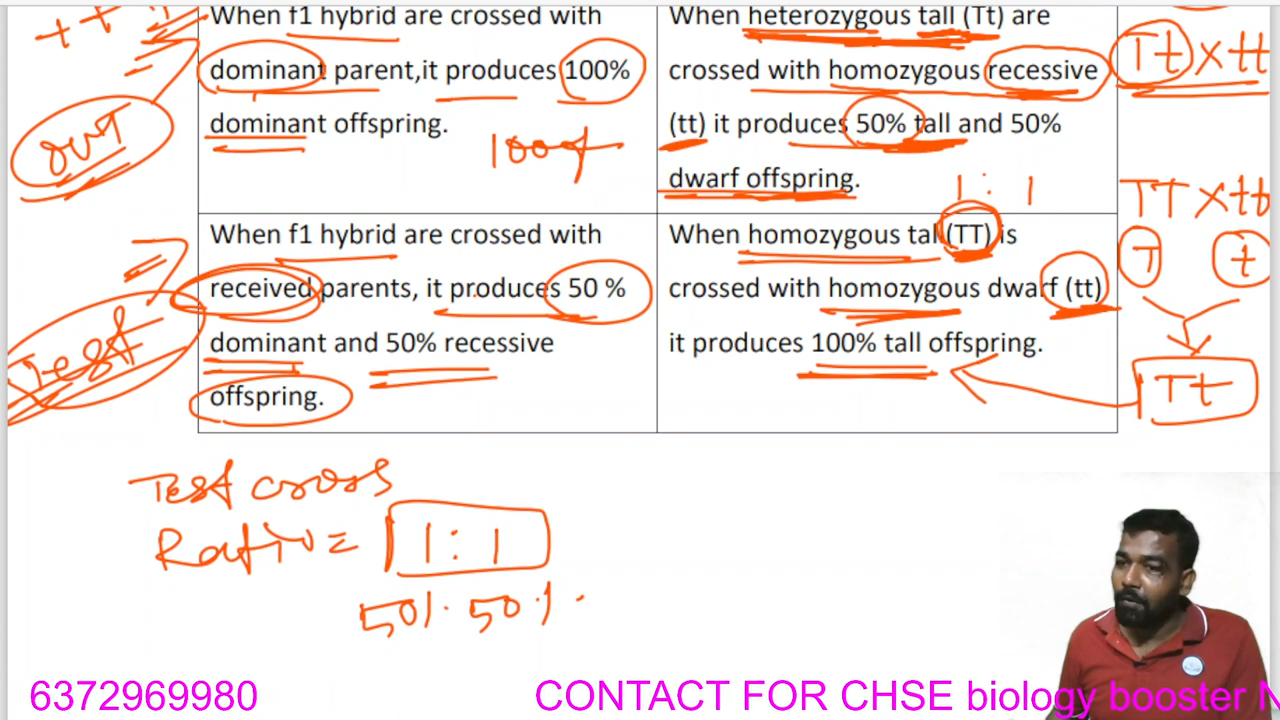 When f1 hybrid are crossed with
dominant parent,it produces 100%
dominant offspring.
100%
out
When heterozygous tall (Tt) are
crossed with homozygous recessive
(tt) it produces 50% tall and 50%
dwarf offspring.
1 : 1
Tt x tt
When f1 hybrid are crossed with
received parents, it produces 50 %
dominant and 50% recessive
offspring.
Test
When homozygous tal (TT) is
crossed with homozygous dwarf (tt)
it produces 100% tall offspring.
TT x tt
T t
Tt
Test cross
Ratio = 1 : 1
50%. 50%.
6372969980
CONTACT FOR CHSE biology booster N